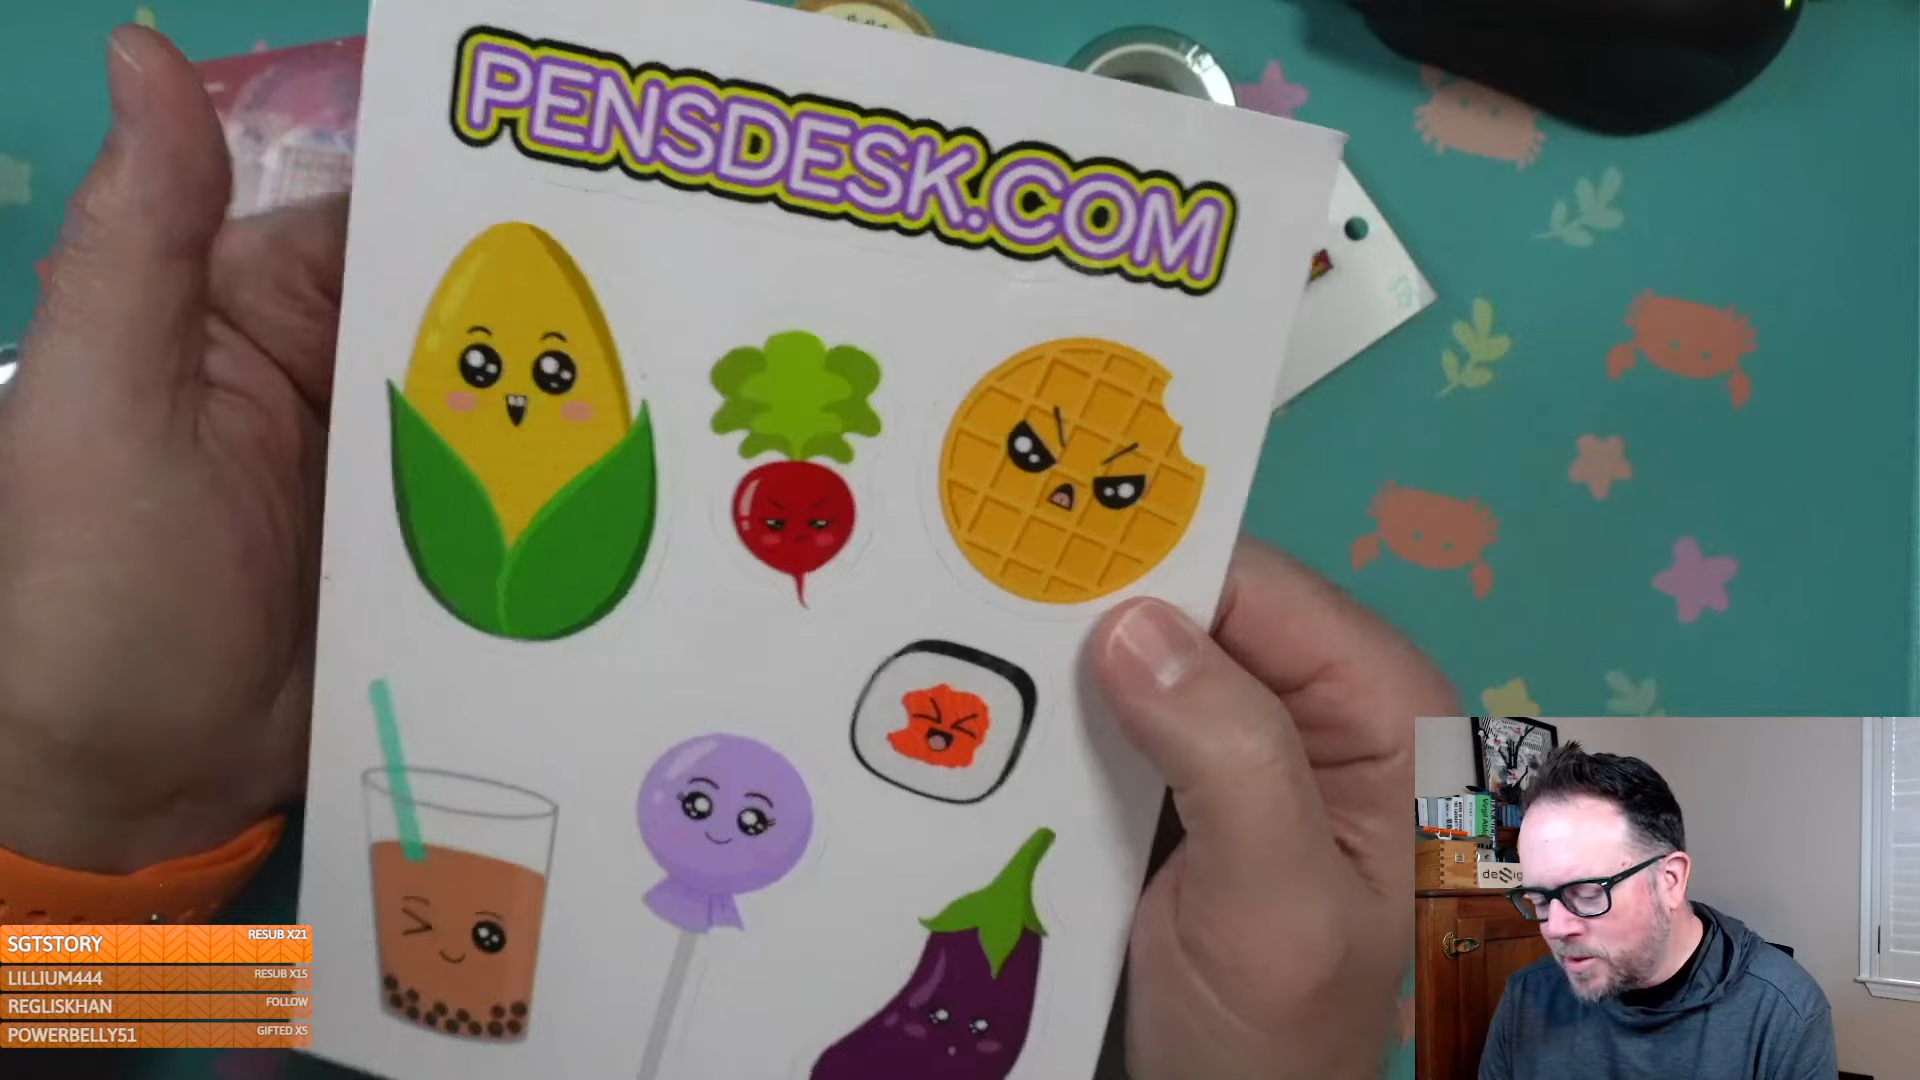 PENSDESK.COM
SGTSTORY RESUB X21
LILLIUM444 RESUB X15
REGLISKHAN FOLLOW
POWERBELLY51 GIFTED X5